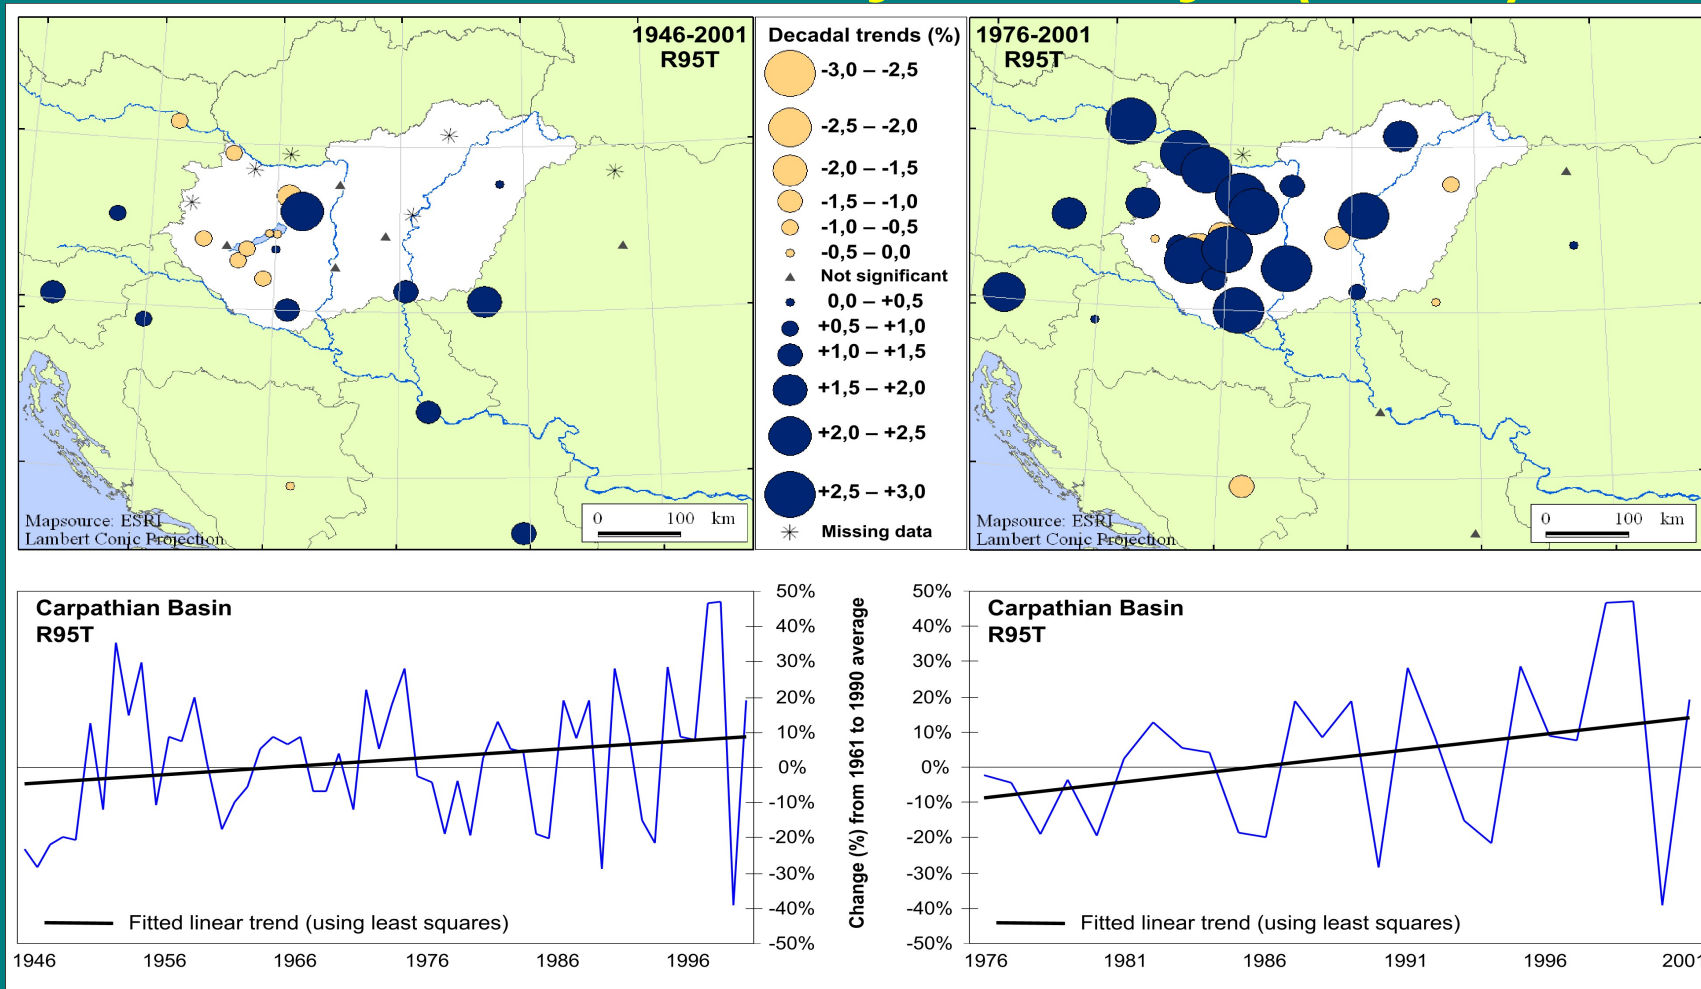 1946-2001
R95T
Mapsource: ESRI
Lambert Conic Projection
0 100 km
Decadal trends (%)
-3,0 – -2,5
-2,5 – -2,0
-2,0 – -1,5
-1,5 – -1,0
-1,0 – -0,5
-0,5 – 0,0
Not significant
0,0 – +0,5
+0,5 – +1,0
+1,0 – +1,5
+1,5 – +2,0
+2,0 – +2,5
+2,5 – +3,0
Missing data
1976-2001
R95T
Mapsource: ESRI
Lambert Conic Projection
0 100 km
Carpathian Basin
R95T
Fitted linear trend (using least squares)
1946 1956 1966 1976 1986 1996
50%
40%
30%
20%
10%
0%
-10%
-20%
-30%
-40%
-50%
Change (%) from 1961 to 1990 average
50%
40%
30%
20%
10%
0%
-10%
-20%
-30%
-40%
-50%
Carpathian Basin
R95T
Fitted linear trend (using least squares)
1976 1981 1986 1991 1996 2001